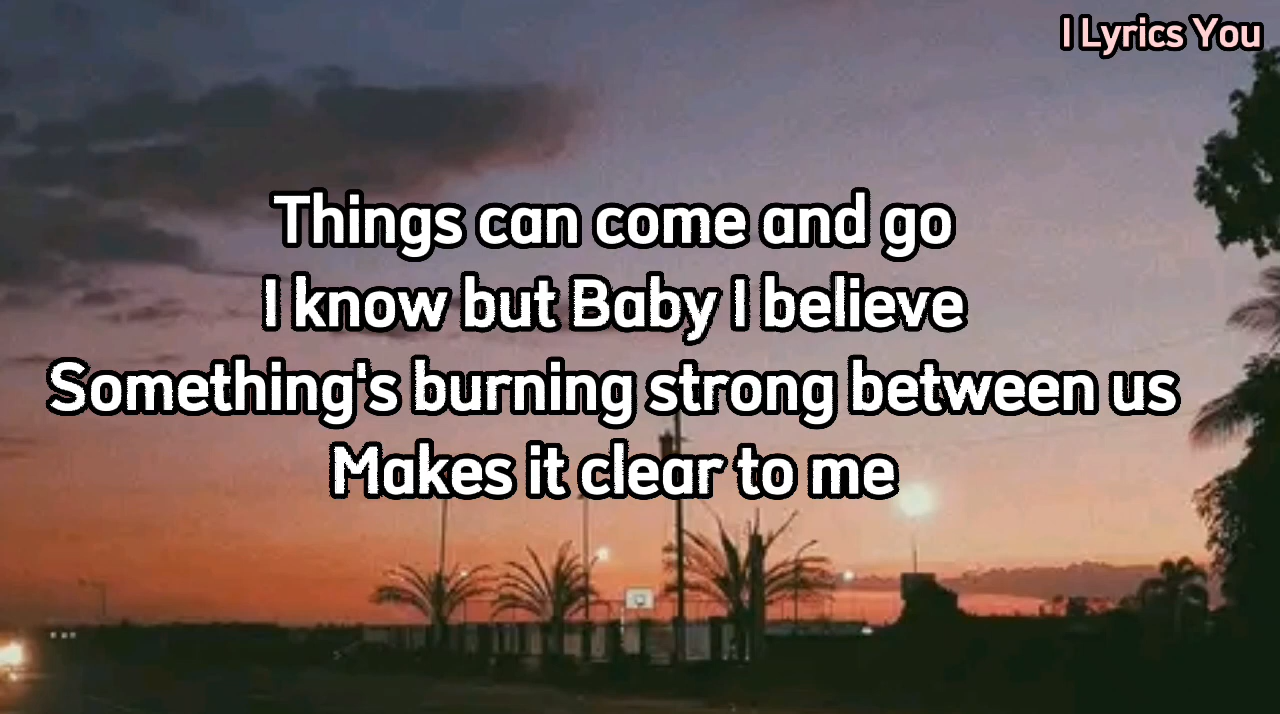 I Lyrics You
Things can come and go
I know but Baby I believe
Something's burning strong between us
Makes it clear to me